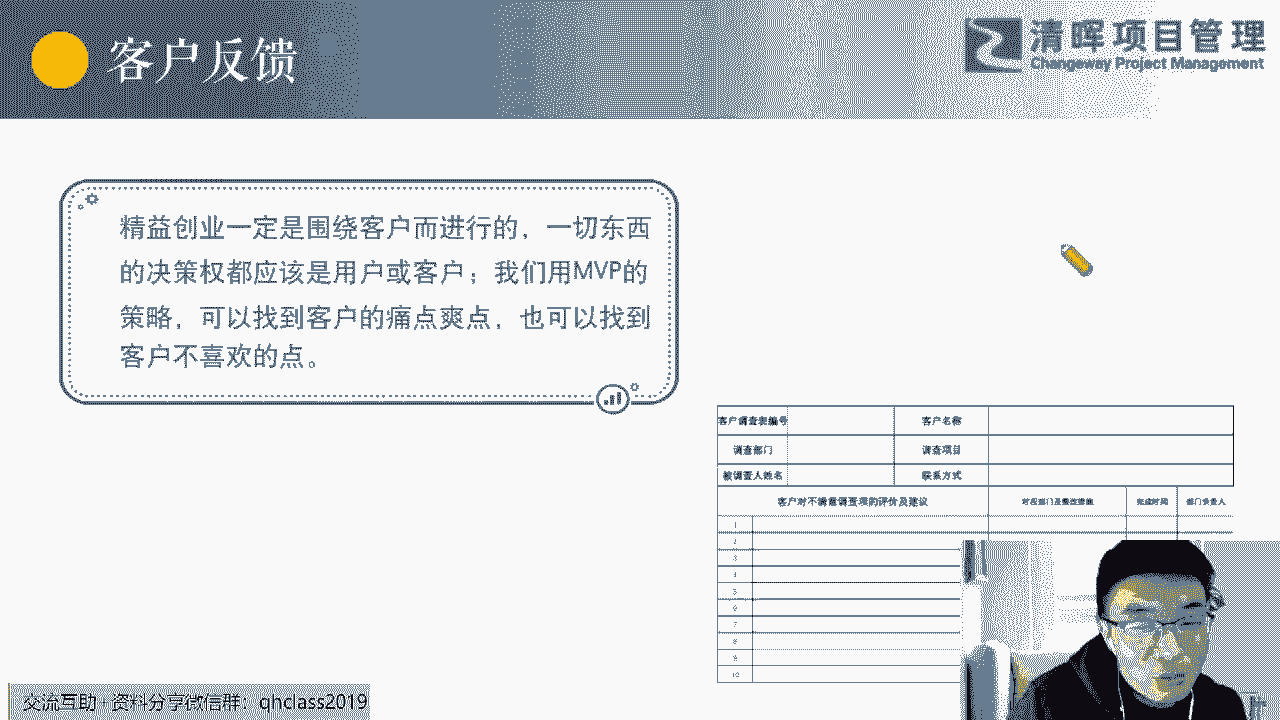 客户反馈
清晖项目管理
Changeway Project Management
精益创业一定是围绕客户而进行的，一切东西
的决策权都应该是用户或客户；我们用MVP的
策略，可以找到客户的痛点爽点，也可以找到
客户不喜欢的点。
客户调查表编号 客户名称
调查部门 调查项目
被调查人姓名 联系方式
客户对不满意调查项的评价及建议 对应部门及整改措施 完成时间 部门负责人
1
2
3
4
5
6
7
8
9
10
交流互助·资料分享微信群：qhclass2019